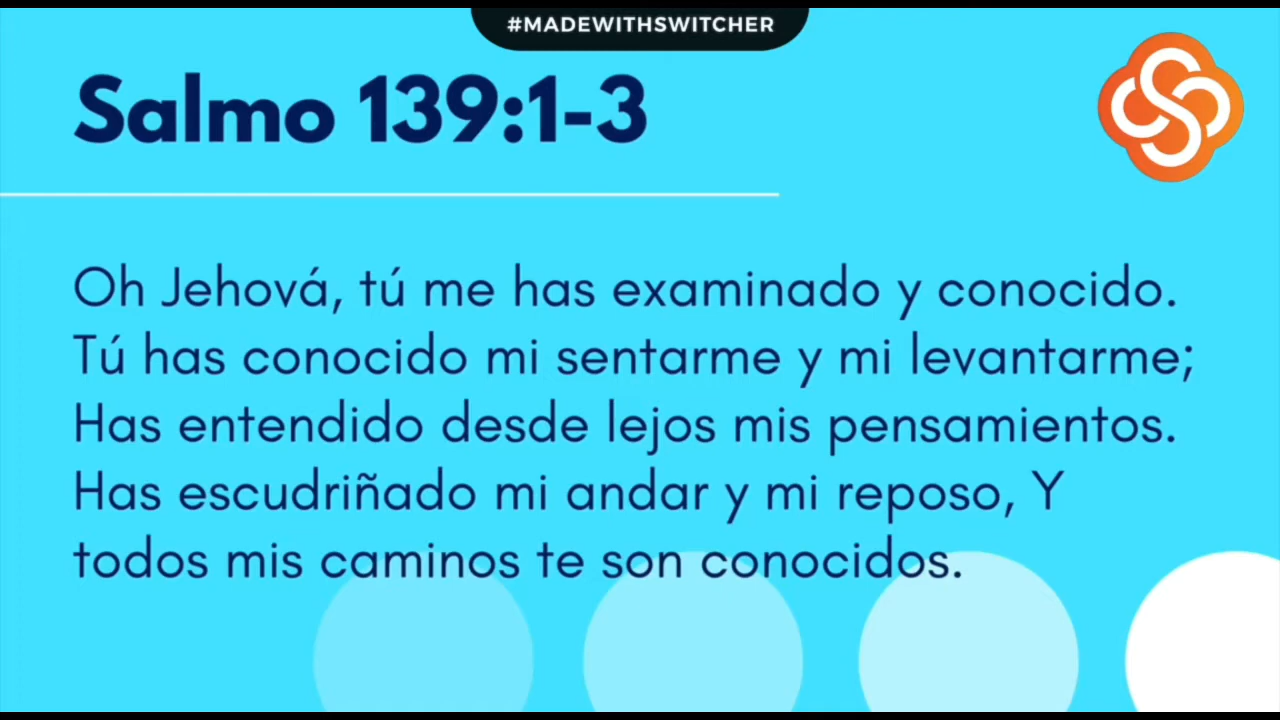 #MADEWITHSWITCHER
Salmo 139:1-3
Oh Jehová, tú me has examinado y conocido.
Tú has conocido mi sentarme y mi levantarme;
Has entendido desde lejos mis pensamientos.
Has escudriñado mi andar y mi reposo, Y
todos mis caminos te son conocidos.